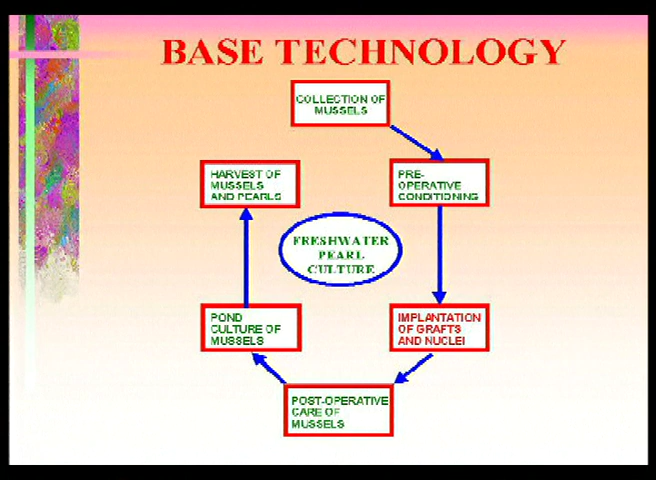 BASE TECHNOLOGY
COLLECTION OF
MUSSELS
PRE-
OPERATIVE
CONDITIONING
IMPLANTATION
OF GRAFTS
AND NUCLEI
POST-OPERATIVE
CARE OF
MUSSELS
POND
CULTURE OF
MUSSELS
HARVEST OF
MUSSELS
AND PEARLS
FRESHWATER
PEARL
CULTURE